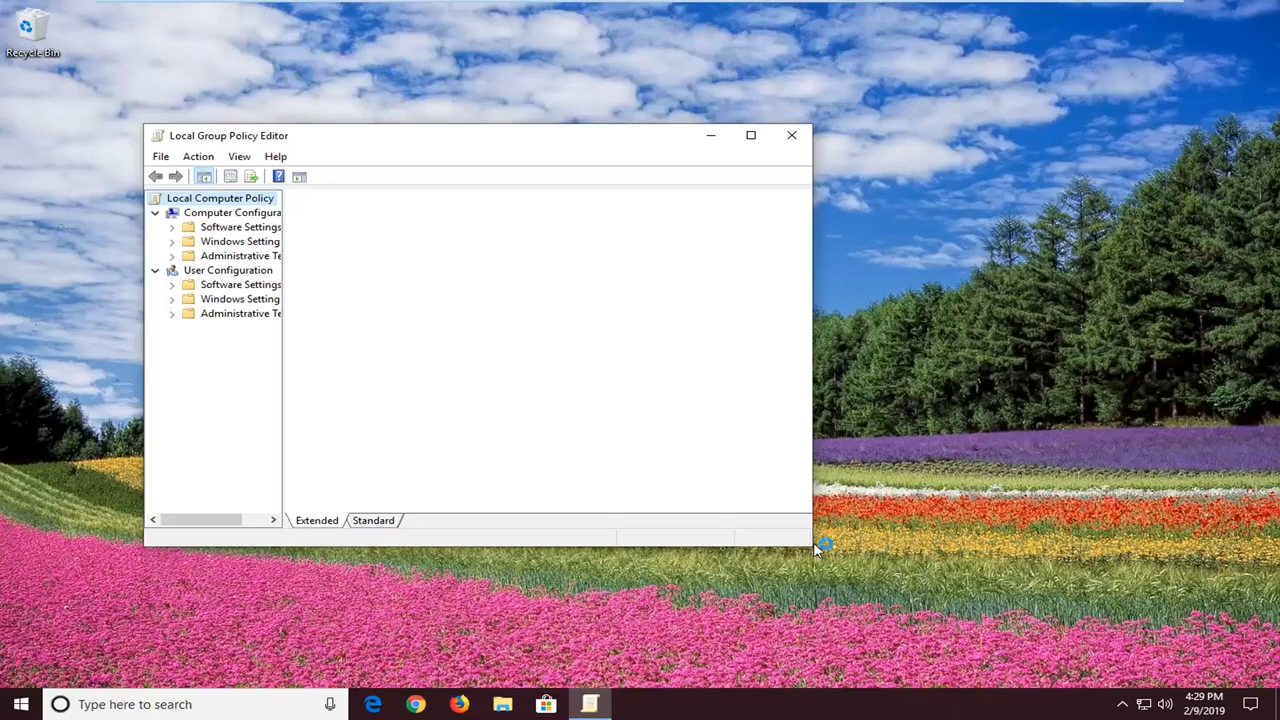 Recycle Bin
Local Group Policy Editor
File Action View Help
Local Computer Policy
Computer Configura
Software Settings
Windows Setting
Administrative Te
User Configuration
Software Settings
Windows Setting
Administrative Te
Extended Standard
Type here to search
4:29 PM
2/9/2019